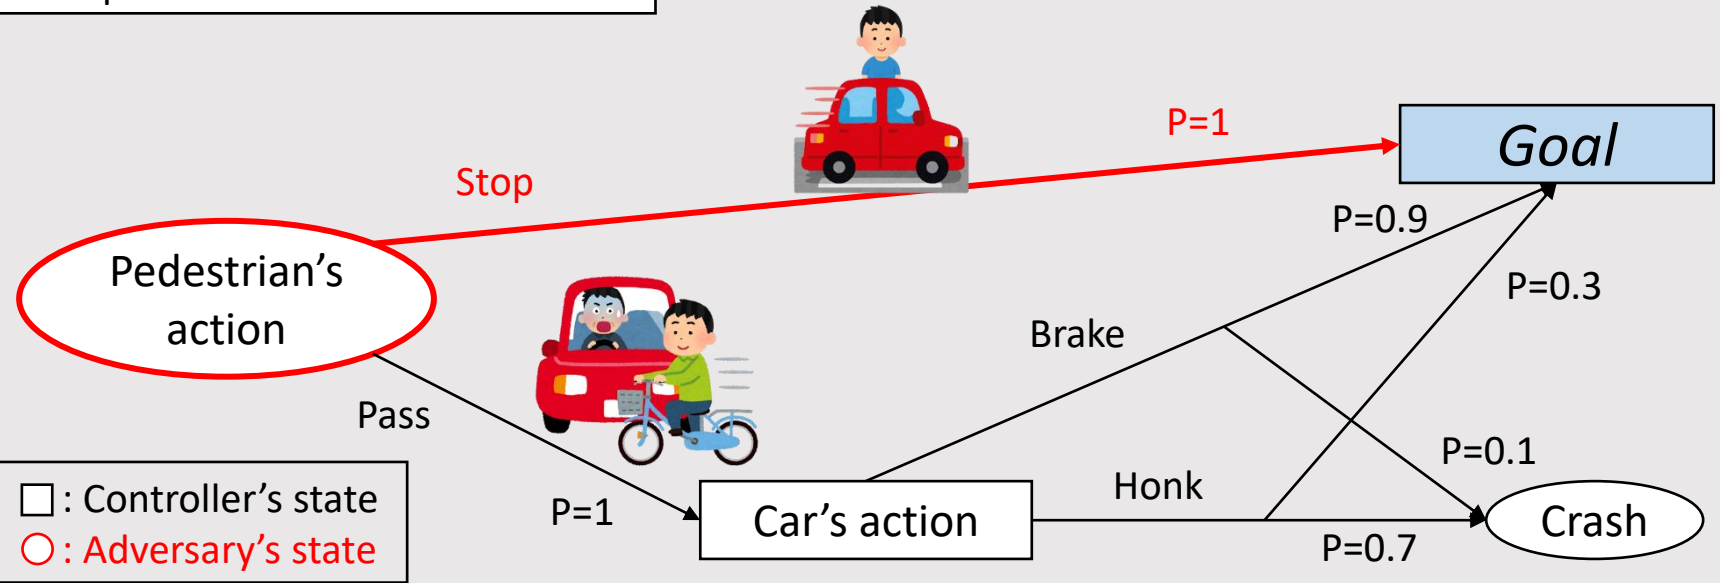 P=1
Goal
Stop
P=0.9
Pedestrian's
action
P=0.3
Brake
Pass
P=0.1
Honk
□ : Controller's state
P=1
Car's action
Crash
○ : Adversary's state
P=0.7